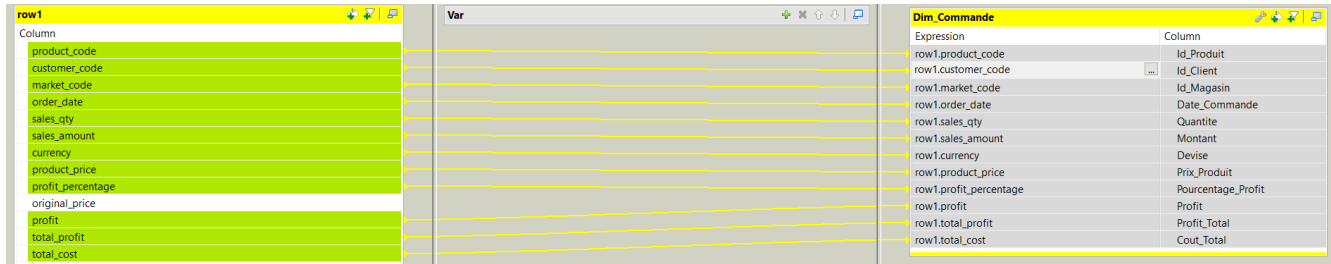 row1
Column
product_code
customer_code
market_code
order_date
sales_qty
sales_amount
currency
product_price
profit_percentage
original_price
profit
total_profit
total_cost
Var
Dim_Commande
Expression Column
row1.product_code Id_Produit
row1.customer_code ... Id_Client
row1.market_code Id_Magasin
row1.order_date Date_Commande
row1.sales_qty Quantite
row1.sales_amount Montant
row1.currency Devise
row1.product_price Prix_Produit
row1.profit_percentage Pourcentage_Profit
row1.profit Profit
row1.total_profit Profit_Total
row1.total_cost Cout_Total